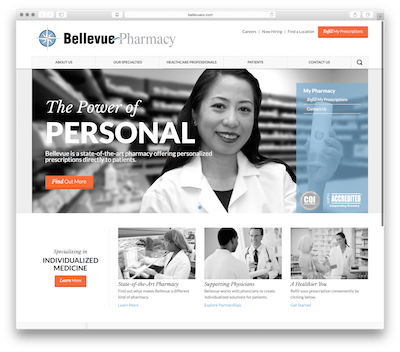 bellevuerx.com
Careers | Now Hiring | Find a Location
Refill My Prescriptions
Bellevue Pharmacy
ABOUT US
OUR SPECIALTIES
HEALTHCARE PROFESSIONALS
PATIENTS
CONTACT US
The Power of
PERSONAL
Bellevue is a state-of-the-art pharmacy offering personalized
prescriptions directly to patients.
Find Out More
My Pharmacy
Refill My Prescriptions
Contact Us
CQI
ACCREDITED
Specializing in
INDIVIDUALIZED
MEDICINE
Learn More
State-of-the-Art Pharmacy
Find out what makes Bellevue a different
kind of pharmacy.
Learn More
Supporting Physicians
Bellevue works with physicians to create
individualized solutions for patients.
Explore Partnerships
A Healthier You
Refill your prescription conveniently by
clicking below.
Get Started